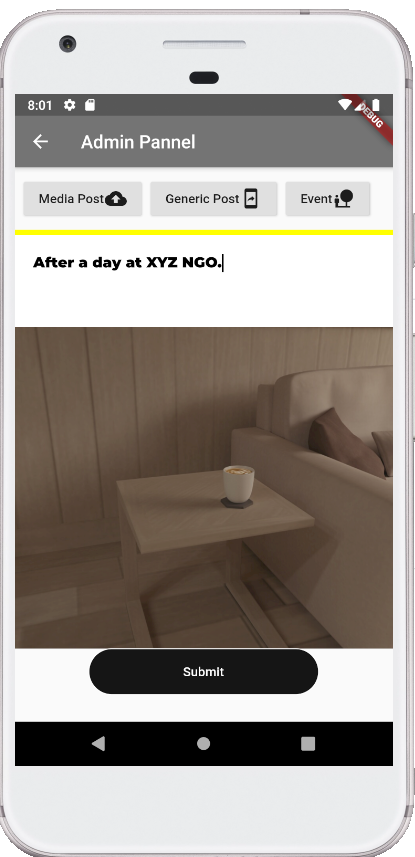 8:01
DEBUG
Admin Pannel
Media Post
Generic Post
Event
After a day at XYZ NGO.
Submit